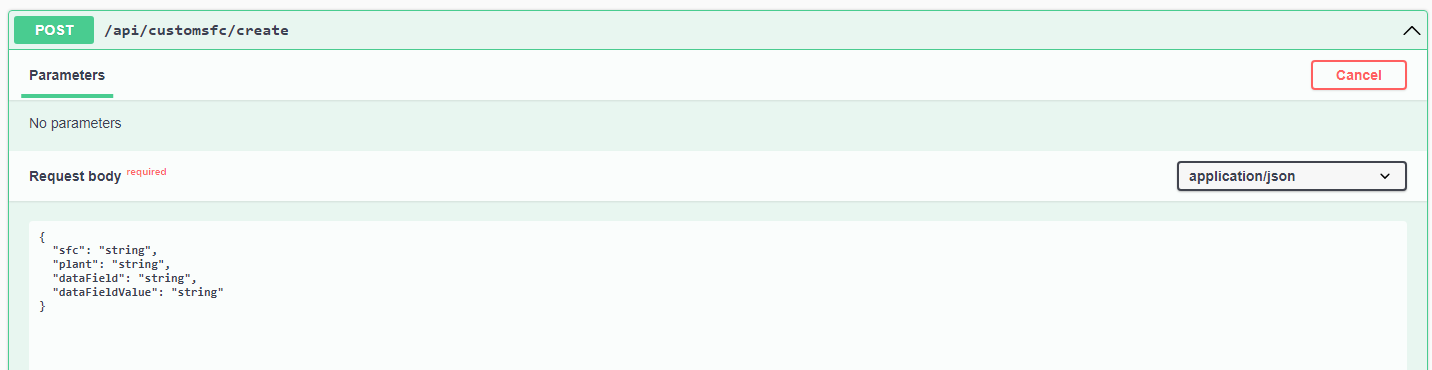 POST /api/customsfc/create
Parameters Cancel
No parameters
Request body required application/json
{
  "sfc": "string",
  "plant": "string",
  "dataField": "string",
  "dataFieldValue": "string"
}